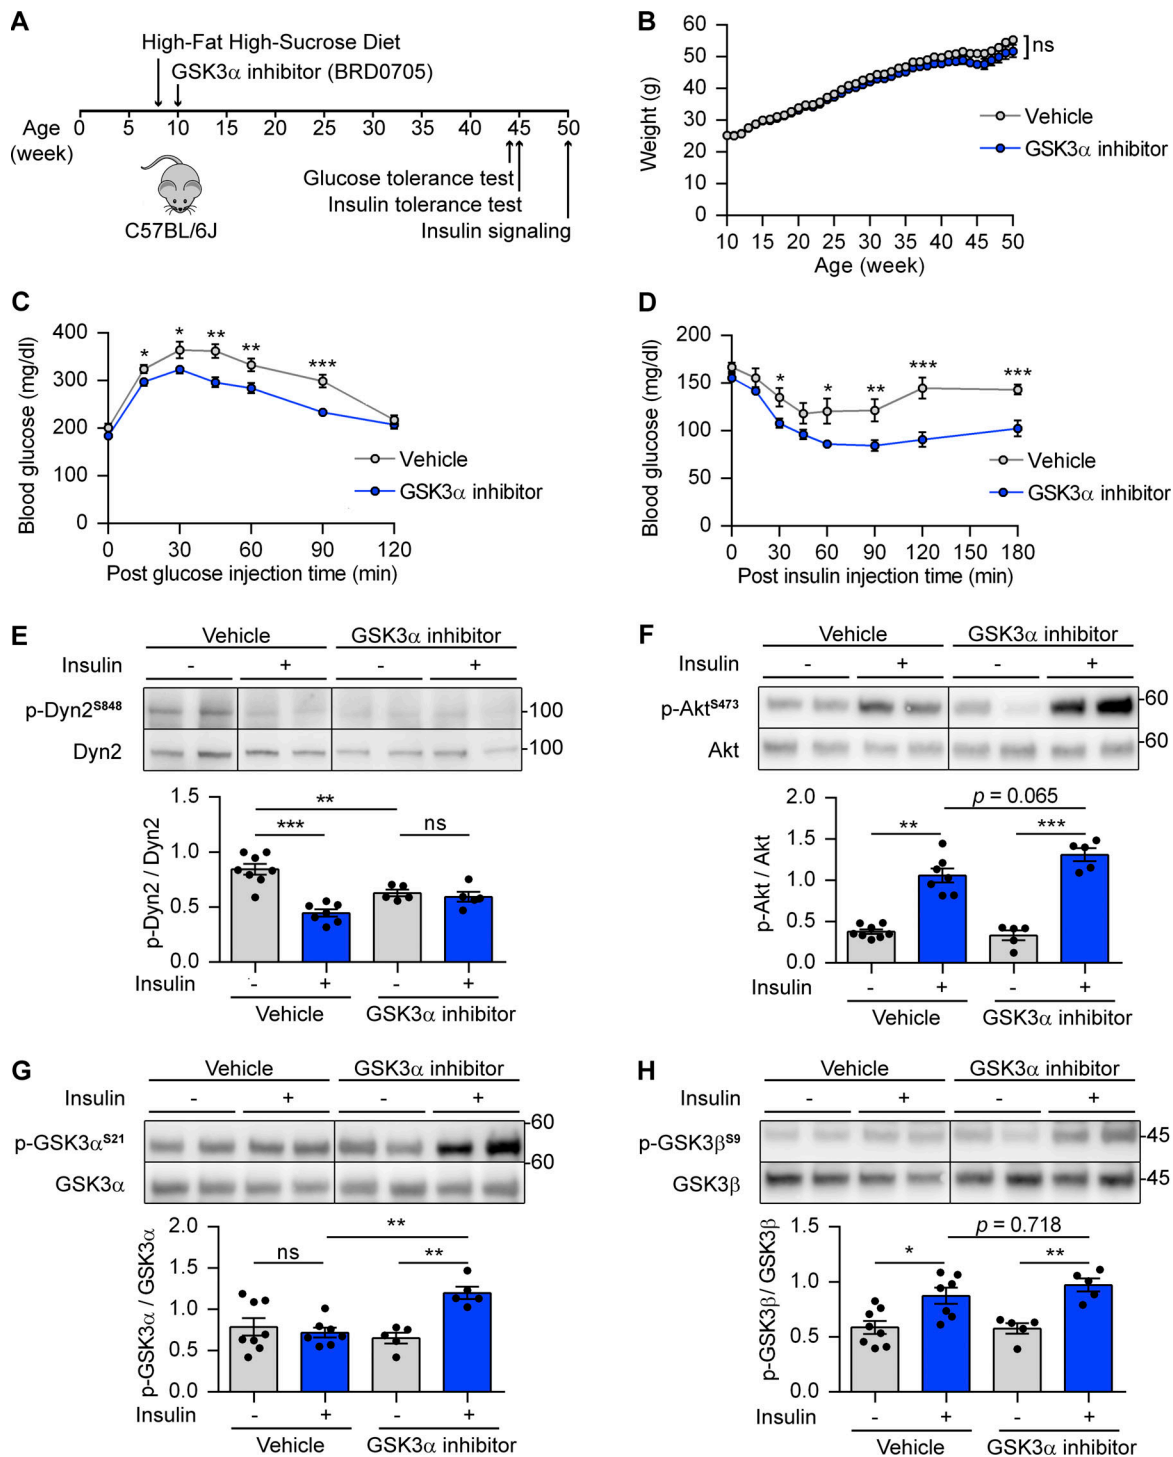 A
High-Fat High-Sucrose Diet
GSK3α inhibitor (BRD0705)
Age
(week)
0 5 10 15 20 25 30 35 40 45 50
C57BL/6J
Glucose tolerance test
Insulin tolerance test
Insulin signaling
B
Weight (g)
60
50
40
30
20
10
0
ns
Vehicle
GSK3α inhibitor
10 15 20 25 30 35 40 45 50
Age (week)
C
Blood glucose (mg/dl)
400
300
200
100
0
* * ** ** ***
Vehicle
GSK3α inhibitor
0 30 60 90 120
Post glucose injection time (min)
D
Blood glucose (mg/dl)
200
150
100
50
0
* * ** *** ***
Vehicle
GSK3α inhibitor
0 30 60 90 120 150 180
Post insulin injection time (min)
E
Vehicle GSK3α inhibitor
Insulin - + - +
p-Dyn2S848 -100
Dyn2 -100
p-Dyn2 / Dyn2
1.5
1.0
0.5
0.0
**
*** ns
Insulin - + - +
Vehicle GSK3α inhibitor
F
Vehicle GSK3α inhibitor
Insulin - + - +
p-AktS473 -60
Akt -60
p-Akt / Akt
2.0
1.5
1.0
0.5
0.0
p = 0.065
** ***
Insulin - + - +
Vehicle GSK3α inhibitor
G
Vehicle GSK3α inhibitor
Insulin - + - +
p-GSK3αS21 -60
GSK3α -60
p-GSK3α / GSK3α
2.0
1.5
1.0
0.5
0.0
**
ns **
Insulin - + - +
Vehicle GSK3α inhibitor
H
Vehicle GSK3α inhibitor
Insulin - + - +
p-GSK3βS9 -45
GSK3β -45
p-GSK3β/ GSK3β
1.5
1.0
0.5
0.0
p = 0.718
* **
Insulin - + - +
Vehicle GSK3α inhibitor